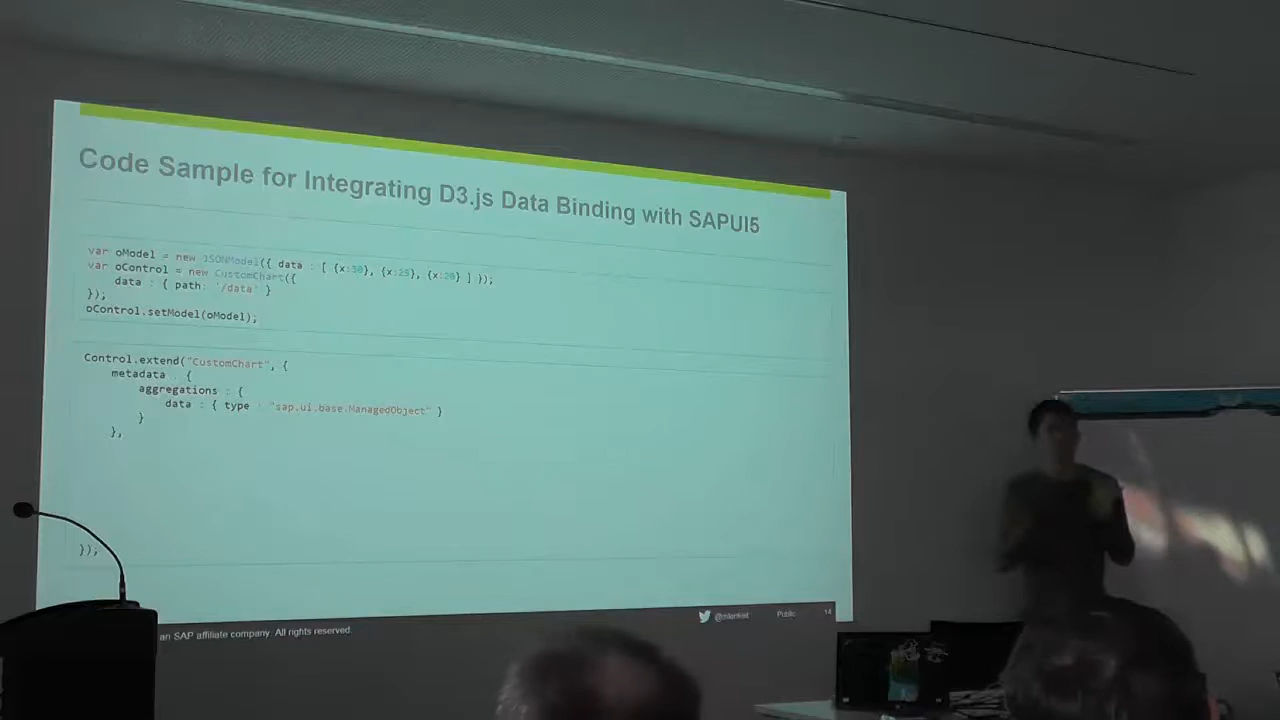 Code Sample for Integrating D3.js Data Binding with SAPUI5
var oModel = new JSONModel({ data : [ {x:30}, {x:25}, {x:20} ] });
var oControl = new CustomChart({
data : { path: '/data' }
});
oControl.setModel(oModel);
Control.extend("CustomChart", {
metadata : {
aggregations : {
data : { type : "sap.ui.base.ManagedObject" }
}
},
});
an SAP affiliate company. All rights reserved.
Public
14